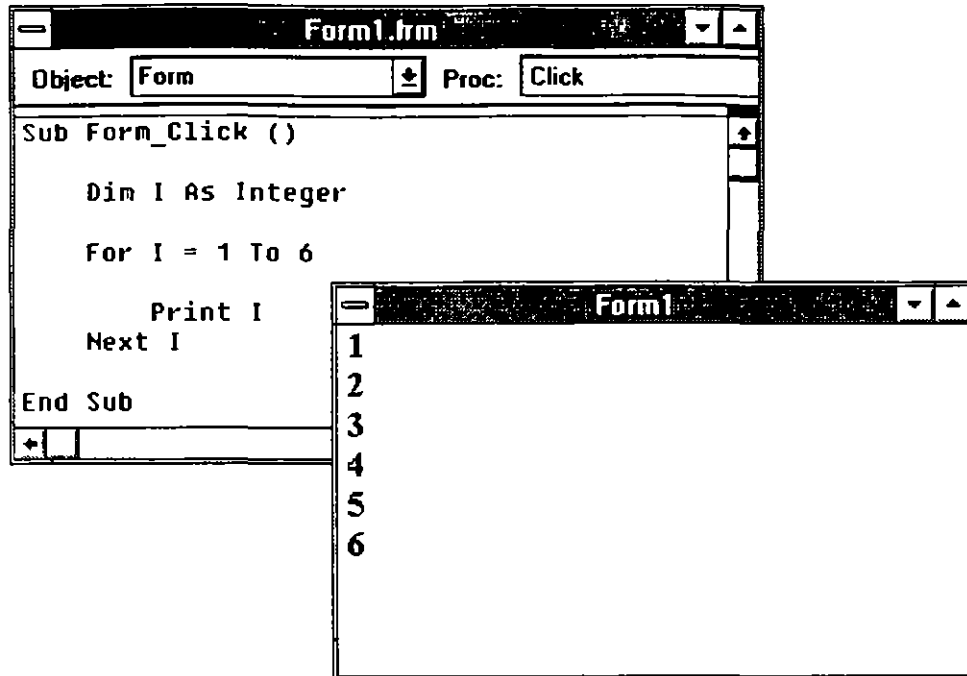 Form1.frm
Object: Form Proc: Click
Sub Form_Click ()
Dim I As Integer
For I = 1 To 6
Print I
Next I
End Sub
Form1
1
2
3
4
5
6